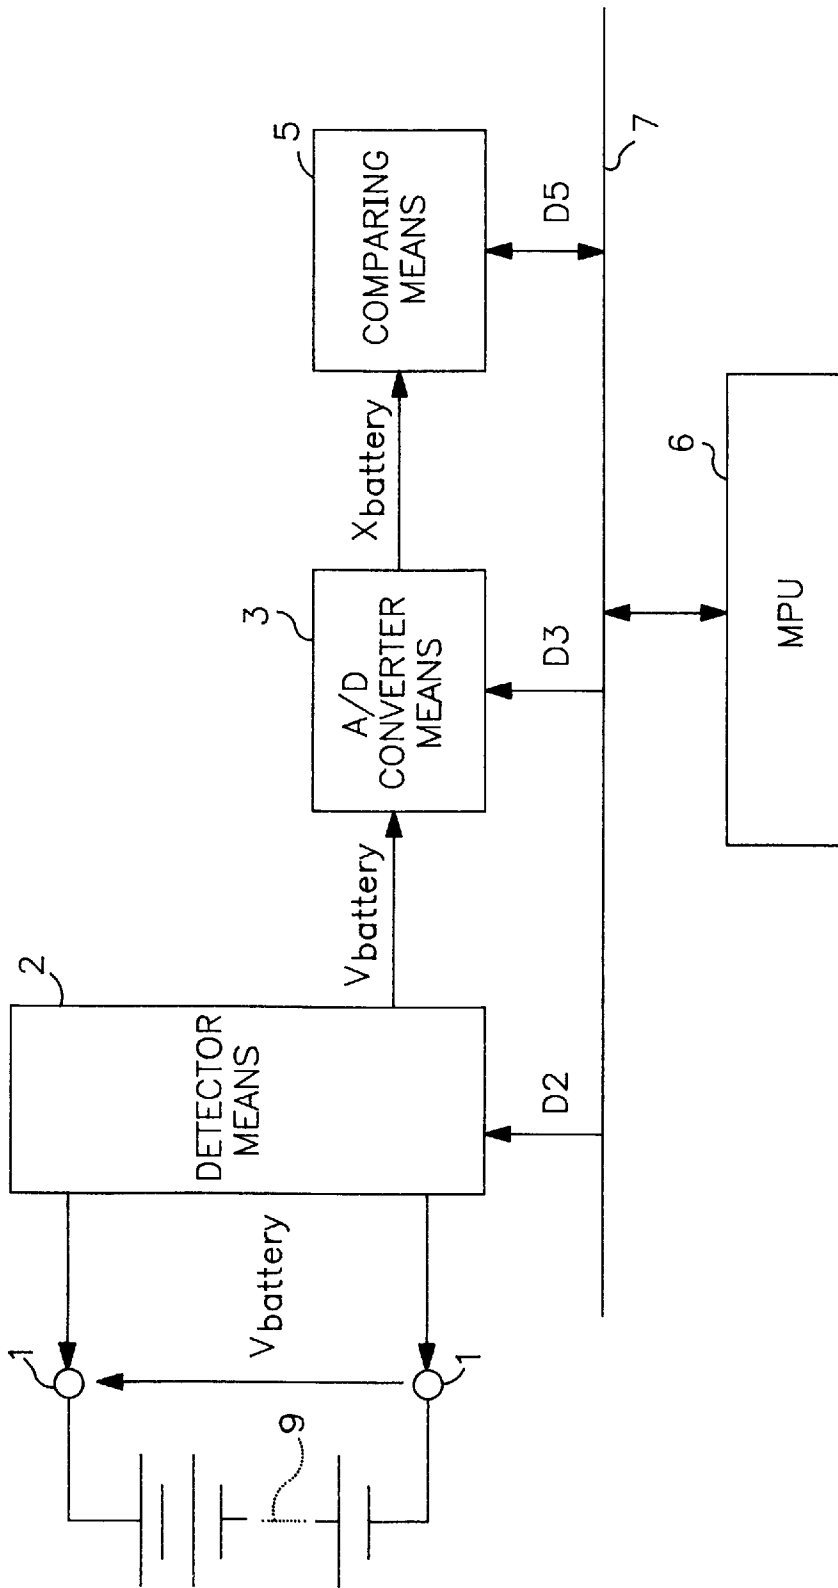 1
1
9
Vbattery
2
DETECTOR
MEANS
D2
Vbattery
3
A/D
CONVERTER
MEANS
D3
Xbattery
5
COMPARING
MEANS
D5
7
6
MPU